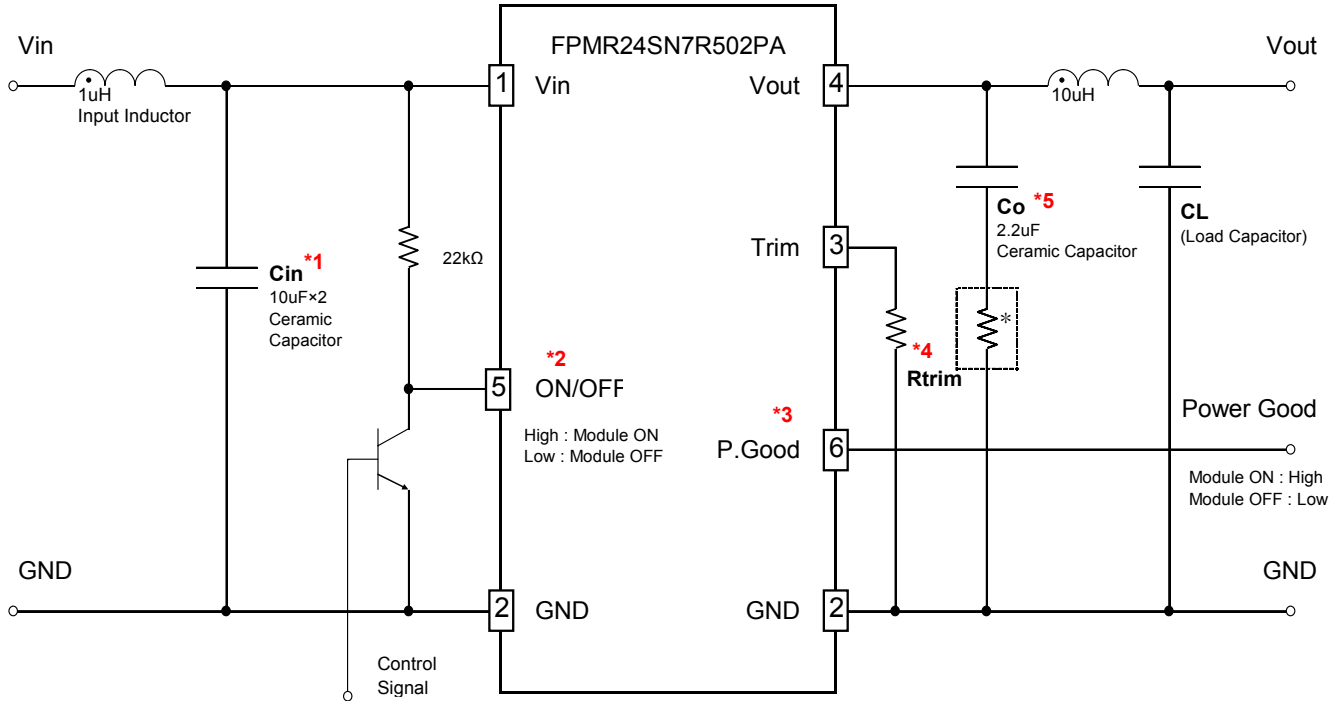 FPMR24SN7R502PA
Vin
1uH
Input Inductor
1
Vin
Vout
4
10uH
Vout
Cin *1
10uF×2
Ceramic
Capacitor
22kΩ
Trim
3
Co *5
2.2uF
Ceramic Capacitor
CL
(Load Capacitor)
*
*4
Rtrim
*2
5
ON/OFF
High : Module ON
Low : Module OFF
*3
P.Good
6
Power Good
Module ON : High
Module OFF : Low
GND
2
GND
GND
2
GND
Control
Signal